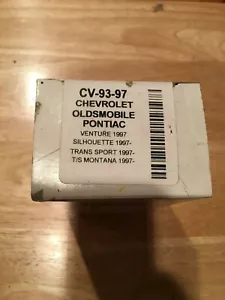 CV-93-97
CHEVROLET
OLDSMOBILE
PONTIAC
VENTURE 1997
SILHOUETTE 1997-
TRANS SPORT 1997-
T/S MONTANA 1997-